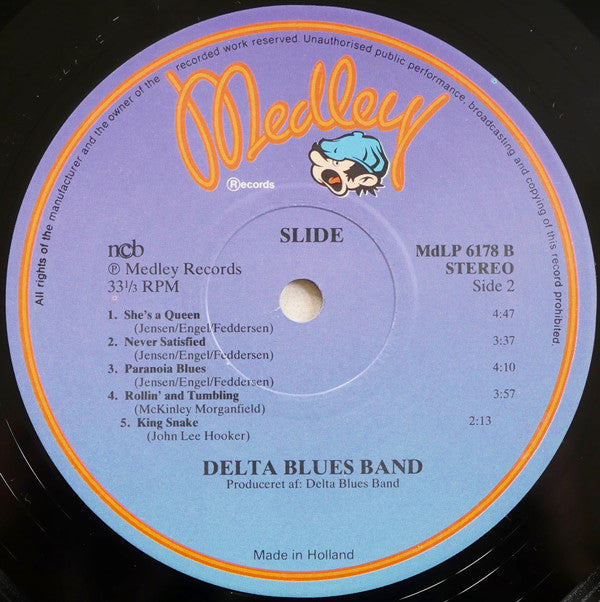 All rights of the manufacturer and the owner of the recorded work reserved. Unauthorised public performance, broadcasting and copying of this record prohibited.
Medley
®ecords
SLIDE
ncb
℗ Medley Records
33 1/3 RPM
MdLP 6178 B
STEREO
Side 2
1. She's a Queen 4:47
(Jensen/Engel/Feddersen)
2. Never Satisfied 3:37
(Jensen/Engel/Feddersen)
3. Paranoia Blues 4:10
(Jensen/Engel/Feddersen)
4. Rollin' and Tumbling 3:57
(McKinley Morganfield)
5. King Snake 2:13
(John Lee Hooker)
DELTA BLUES BAND
Produceret af: Delta Blues Band
Made in Holland